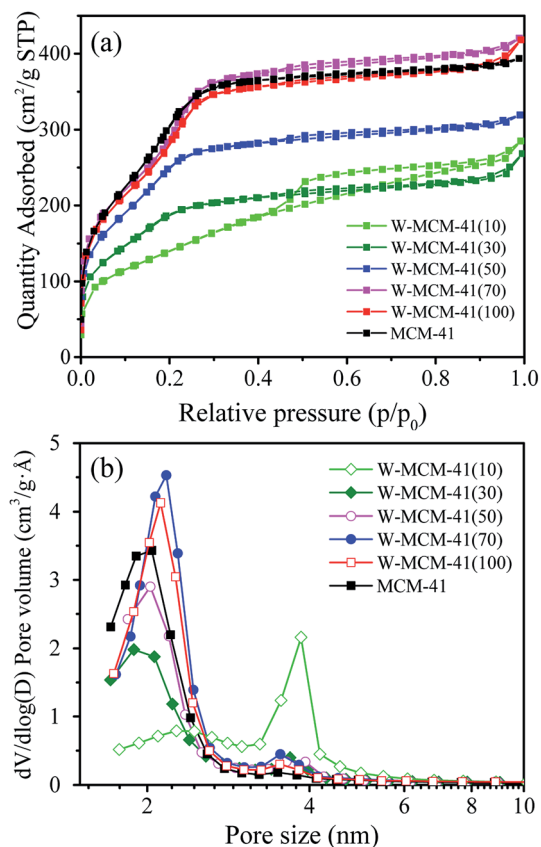 (a)
Quantity Adsorbed (cm²/g STP)
400
300
200
100
0
W-MCM-41(10)
W-MCM-41(30)
W-MCM-41(50)
W-MCM-41(70)
W-MCM-41(100)
MCM-41
0.0 0.2 0.4 0.6 0.8 1.0
Relative pressure (p/p₀)
(b)
dV/dlog(D) Pore volume (cm³/g·Å)
5
4
3
2
1
0
W-MCM-41(10)
W-MCM-41(30)
W-MCM-41(50)
W-MCM-41(70)
W-MCM-41(100)
MCM-41
2 4 6 8 10
Pore size (nm)